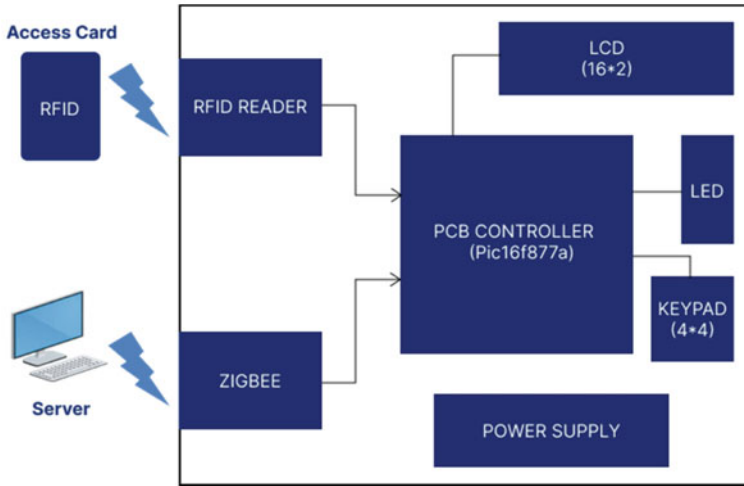 Access Card
RFID
RFID READER
LCD
(16*2)
PCB CONTROLLER
(Pic16f877a)
LED
KEYPAD
(4*4)
ZIGBEE
Server
POWER SUPPLY